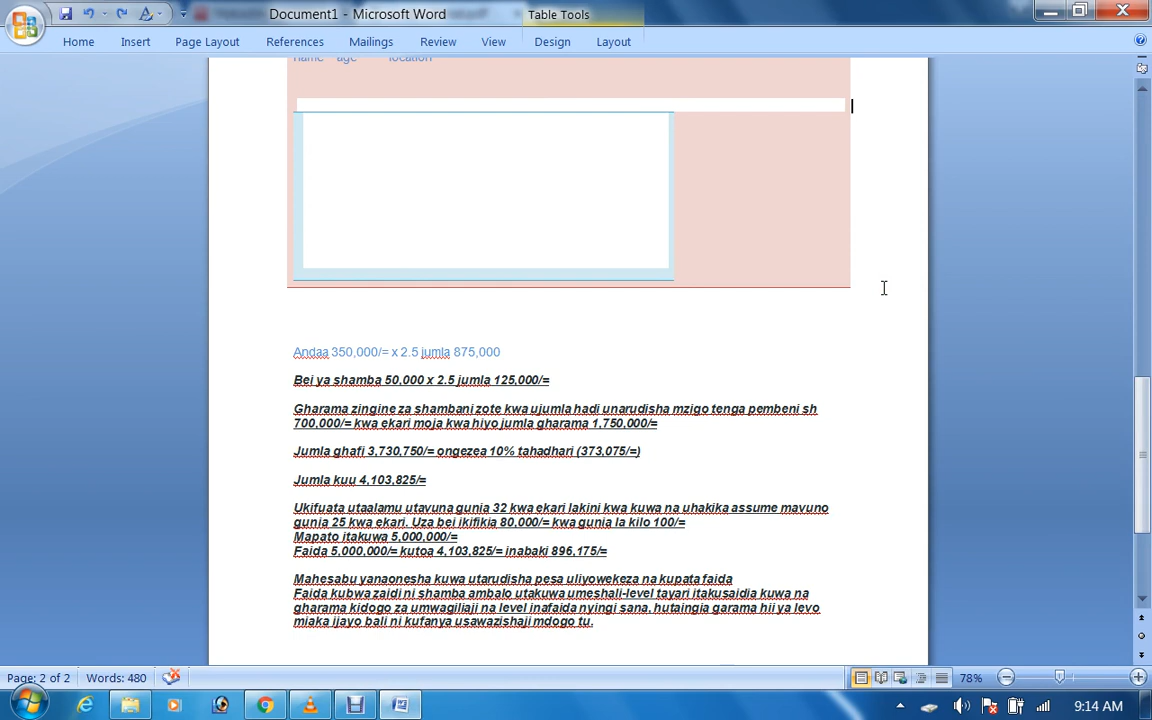 Document1 - Microsoft Word
Table Tools
Home Insert Page Layout References Mailings Review View Design Layout
name age location
Andaa 350,000/= x 2.5 jumla 875,000
Bei ya shamba 50,000 x 2.5 jumla 125,000/=
Gharama zingine za shambani zote kwa ujumla hadi unarudisha mzigo tenga pembeni sh
700,000/= kwa ekari moja kwa hiyo jumla gharama 1,750,000/=
Jumla ghafi 3,730,750/= ongezea 10% tahadhari (373,075/=)
Jumla kuu 4,103,825/=
Ukifuata utaalamu utavuna gunia 32 kwa ekari lakini kwa kuwa na uhakika assume mavuno
gunia 25 kwa ekari. Uza bei ikifikia 80,000/= kwa gunia la kilo 100/=
Mapato itakuwa 5,000,000/=
Faida 5,000,000/= kutoa 4,103,825/= inabaki 896,175/=
Mahesabu yanaonesha kuwa utarudisha pesa uliyowekeza na kupata faida
Faida kubwa zaidi ni shamba ambalo utakuwa umeshali-level tayari itakusaidia kuwa na
gharama kidogo za umwagiliaji na level inafaida nyingi sana, hutaingia garama hii ya levo
miaka ijayo bali ni kufanya usawazishaji mdogo tu.
Page: 2 of 2 Words: 480 78%
9:14 AM